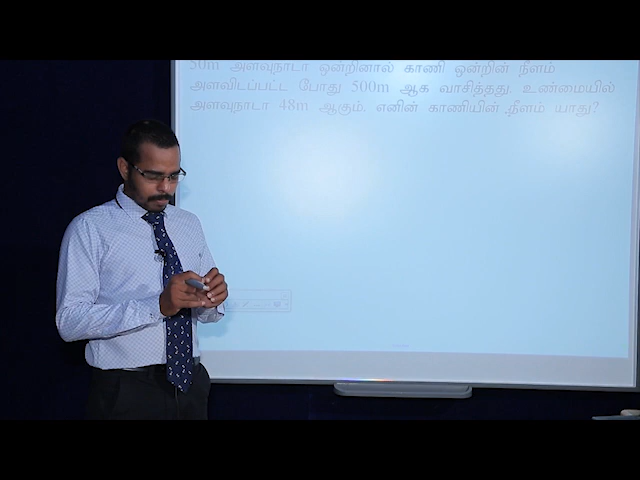 50m அளவுநாடா ஒன்றினால் காணி ஒன்றின் நீளம்
அளவிடப்பட்ட போது 500m ஆக வாசித்தது. உண்மையில்
அளவுநாடா 48m ஆகும். எனின் காணியின் நீளம் யாது?